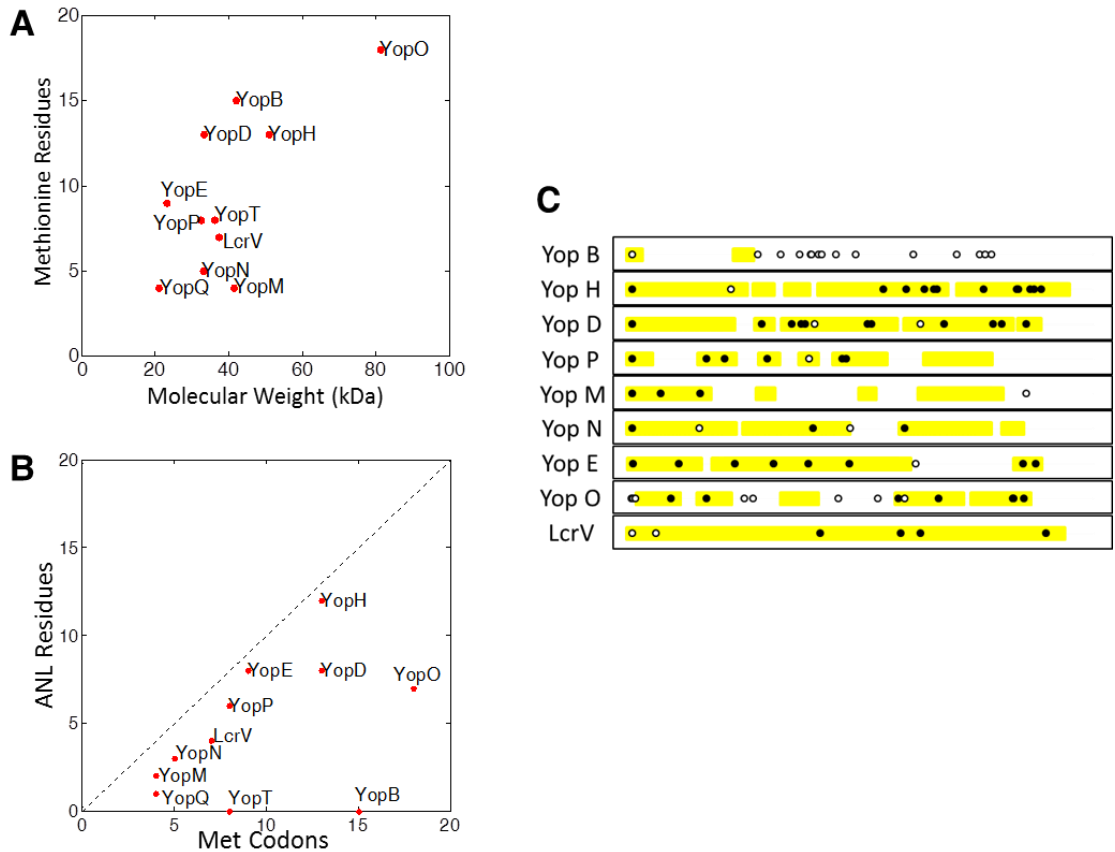 A
20
15
10
5
0
Methionine Residues
YopO
YopB
YopD
YopH
YopE
YopP
YopT
LcrV
YopN
YopQ
YopM
0
20
40
60
80
100
Molecular Weight (kDa)
B
20
15
10
5
0
ANL Residues
YopH
YopE
YopD
YopO
YopP
LcrV
YopN
YopM
YopQ
YopT
YopB
0
5
10
15
20
Met Codons
C
Yop B
Yop H
Yop D
Yop P
Yop M
Yop N
Yop E
Yop O
LcrV